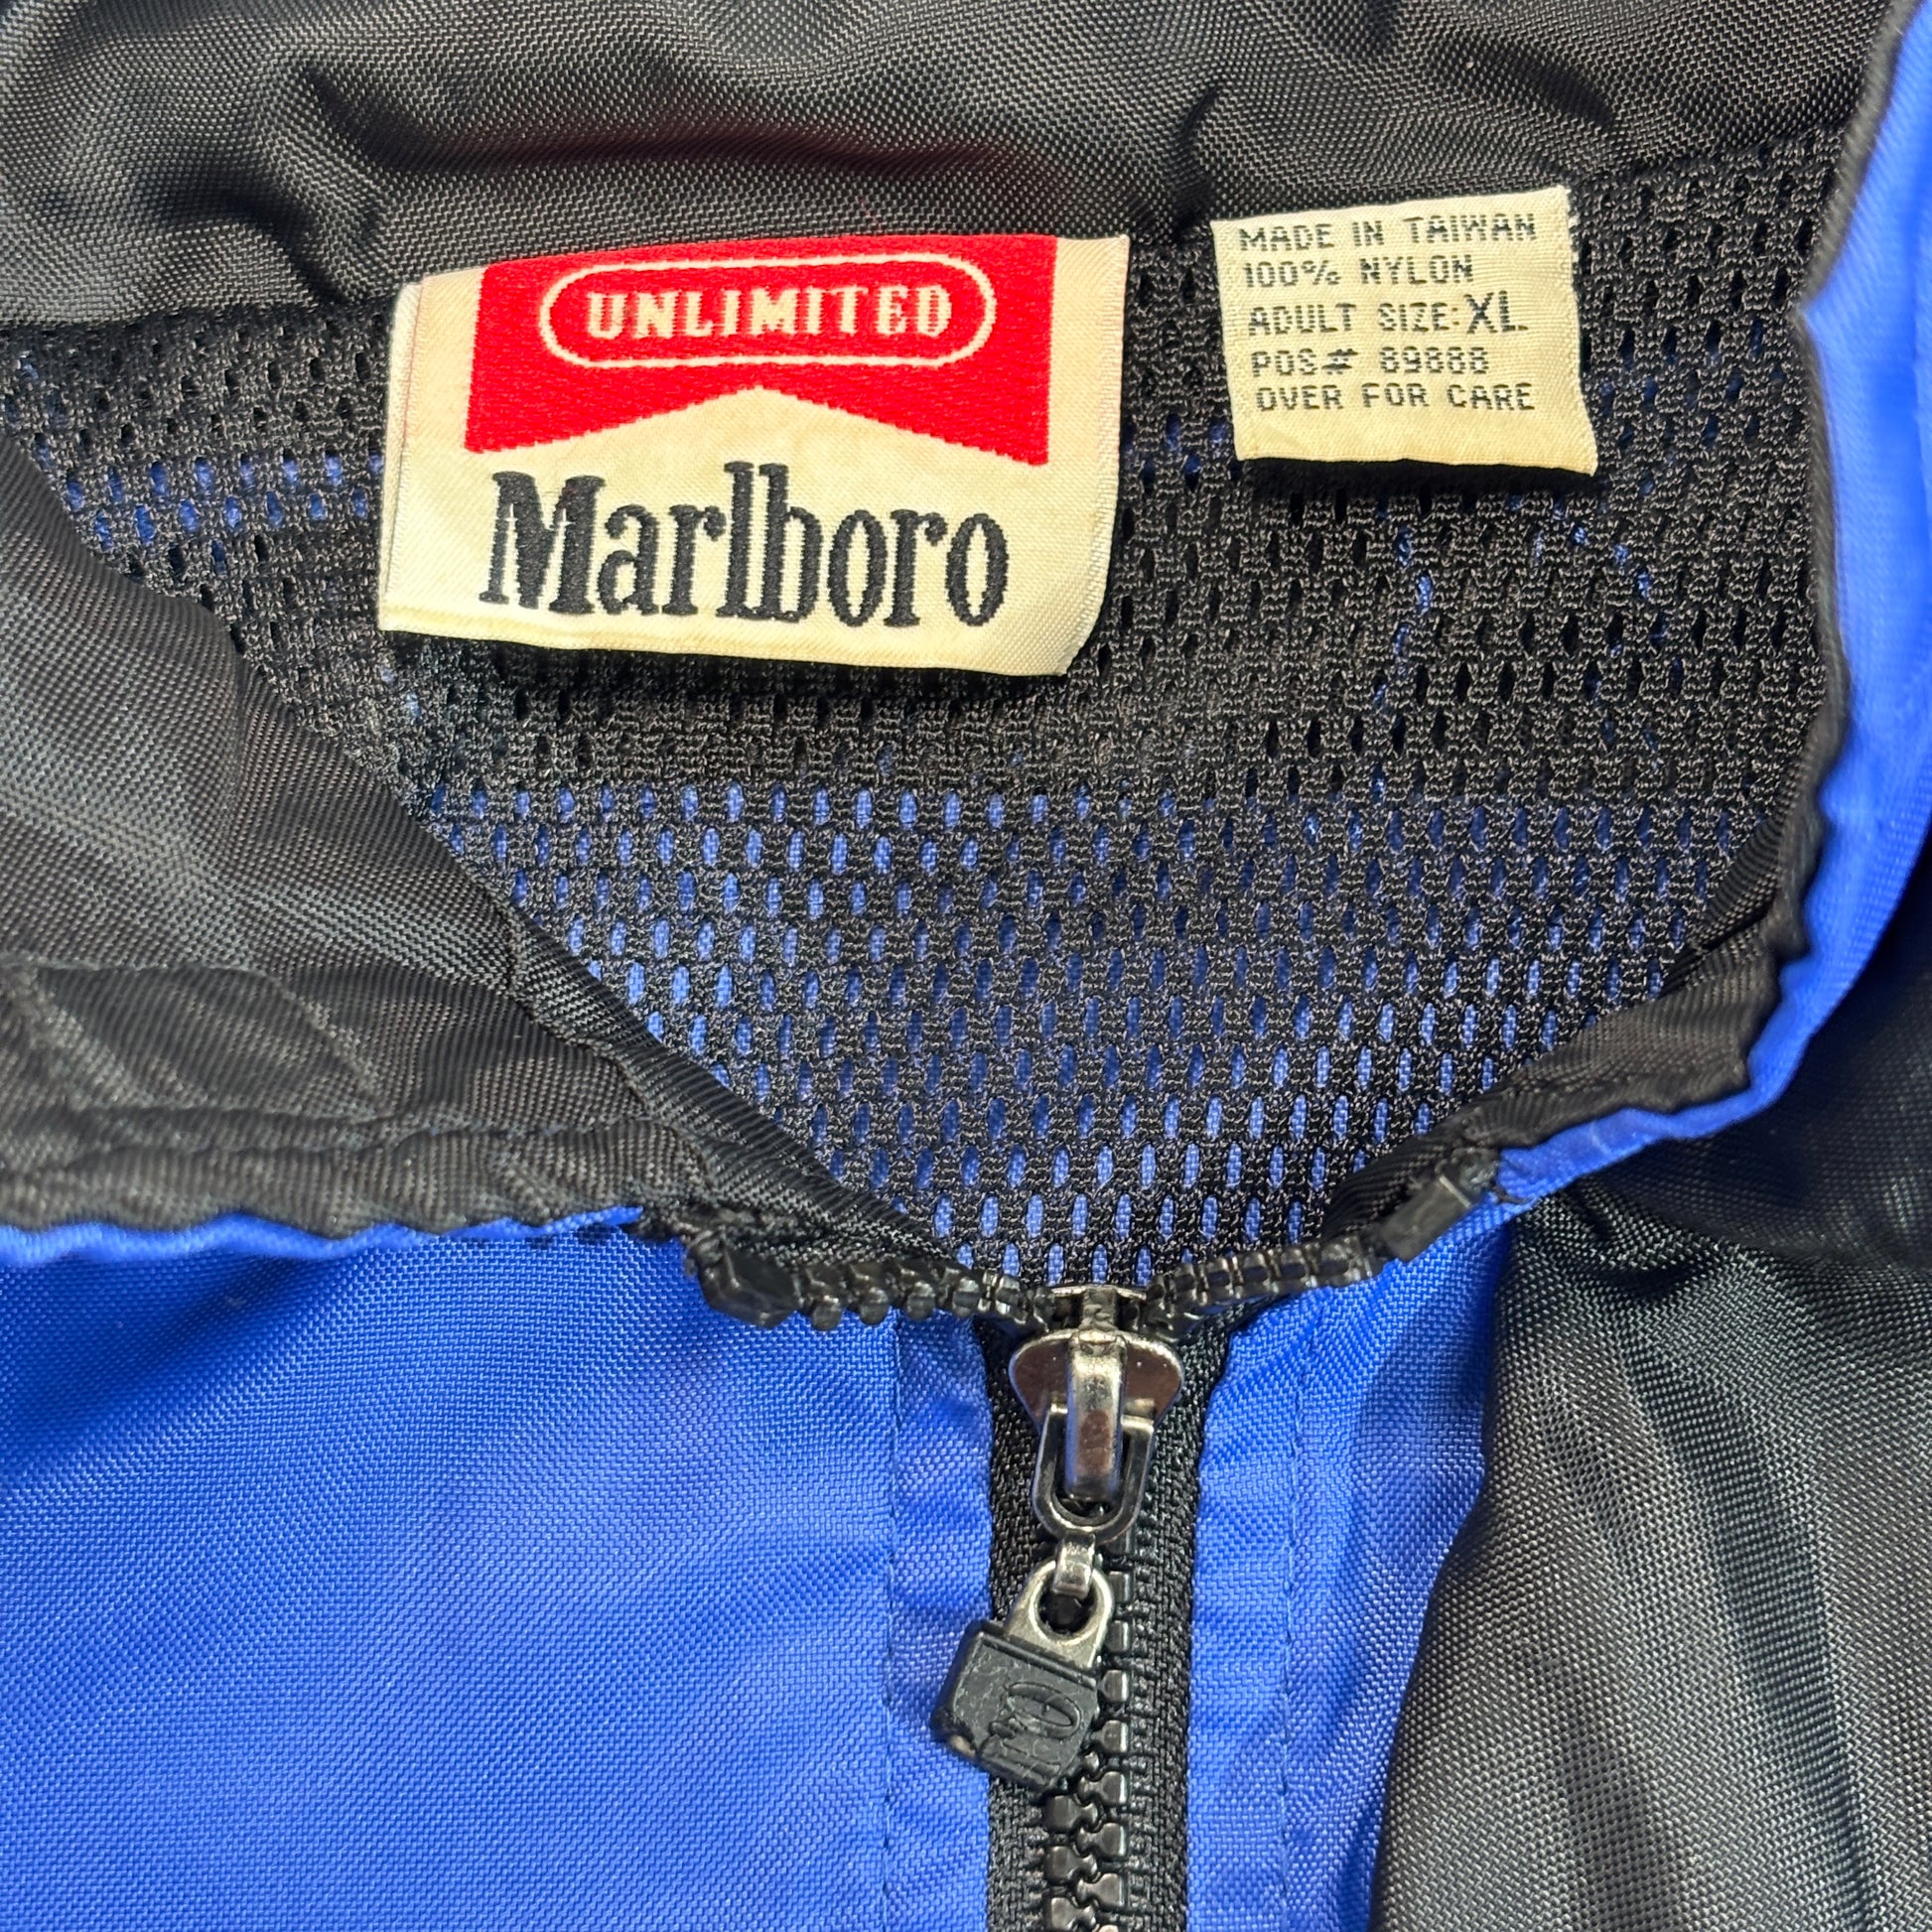 UNLIMITED
Marlboro
MADE IN TAIWAN
100% NYLON
ADULT SIZE: XL
POS# 89888
OVER FOR CARE